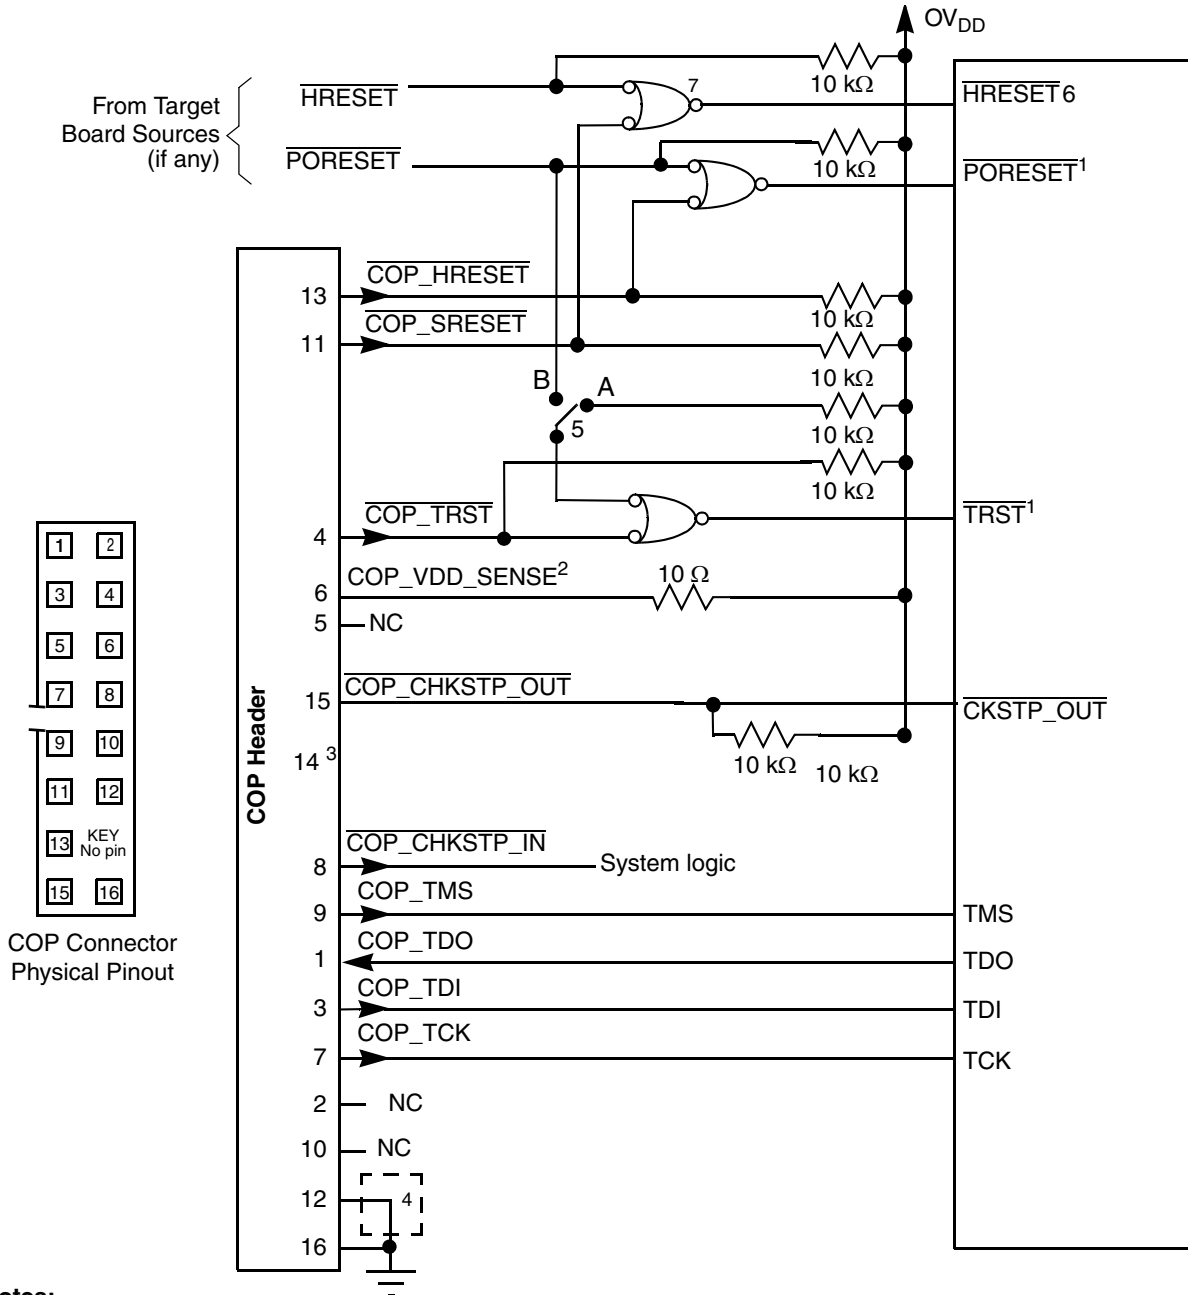 OVDD
10 kΩ
From Target
Board Sources
(if any)
HRESET
7
HRESET 6
PORESET
10 kΩ
PORESET1
COP_HRESET
13
10 kΩ
COP_SRESET
11
10 kΩ
B
A
5
10 kΩ
10 kΩ
COP_TRST
4
TRST1
COP_VDD_SENSE2
10 Ω
6
5
NC
COP_CHKSTP_OUT
15
CKSTP_OUT
14 3
10 kΩ
10 kΩ
COP Header
COP_CHKSTP_IN
8
System logic
COP_TMS
9
TMS
COP_TDO
1
TDO
COP_TDI
3
TDI
COP_TCK
7
TCK
2
NC
10
NC
12
4
16
1 2
3 4
5 6
7 8
9 10
11 12
13 KEY
No pin
15 16
COP Connector
Physical Pinout